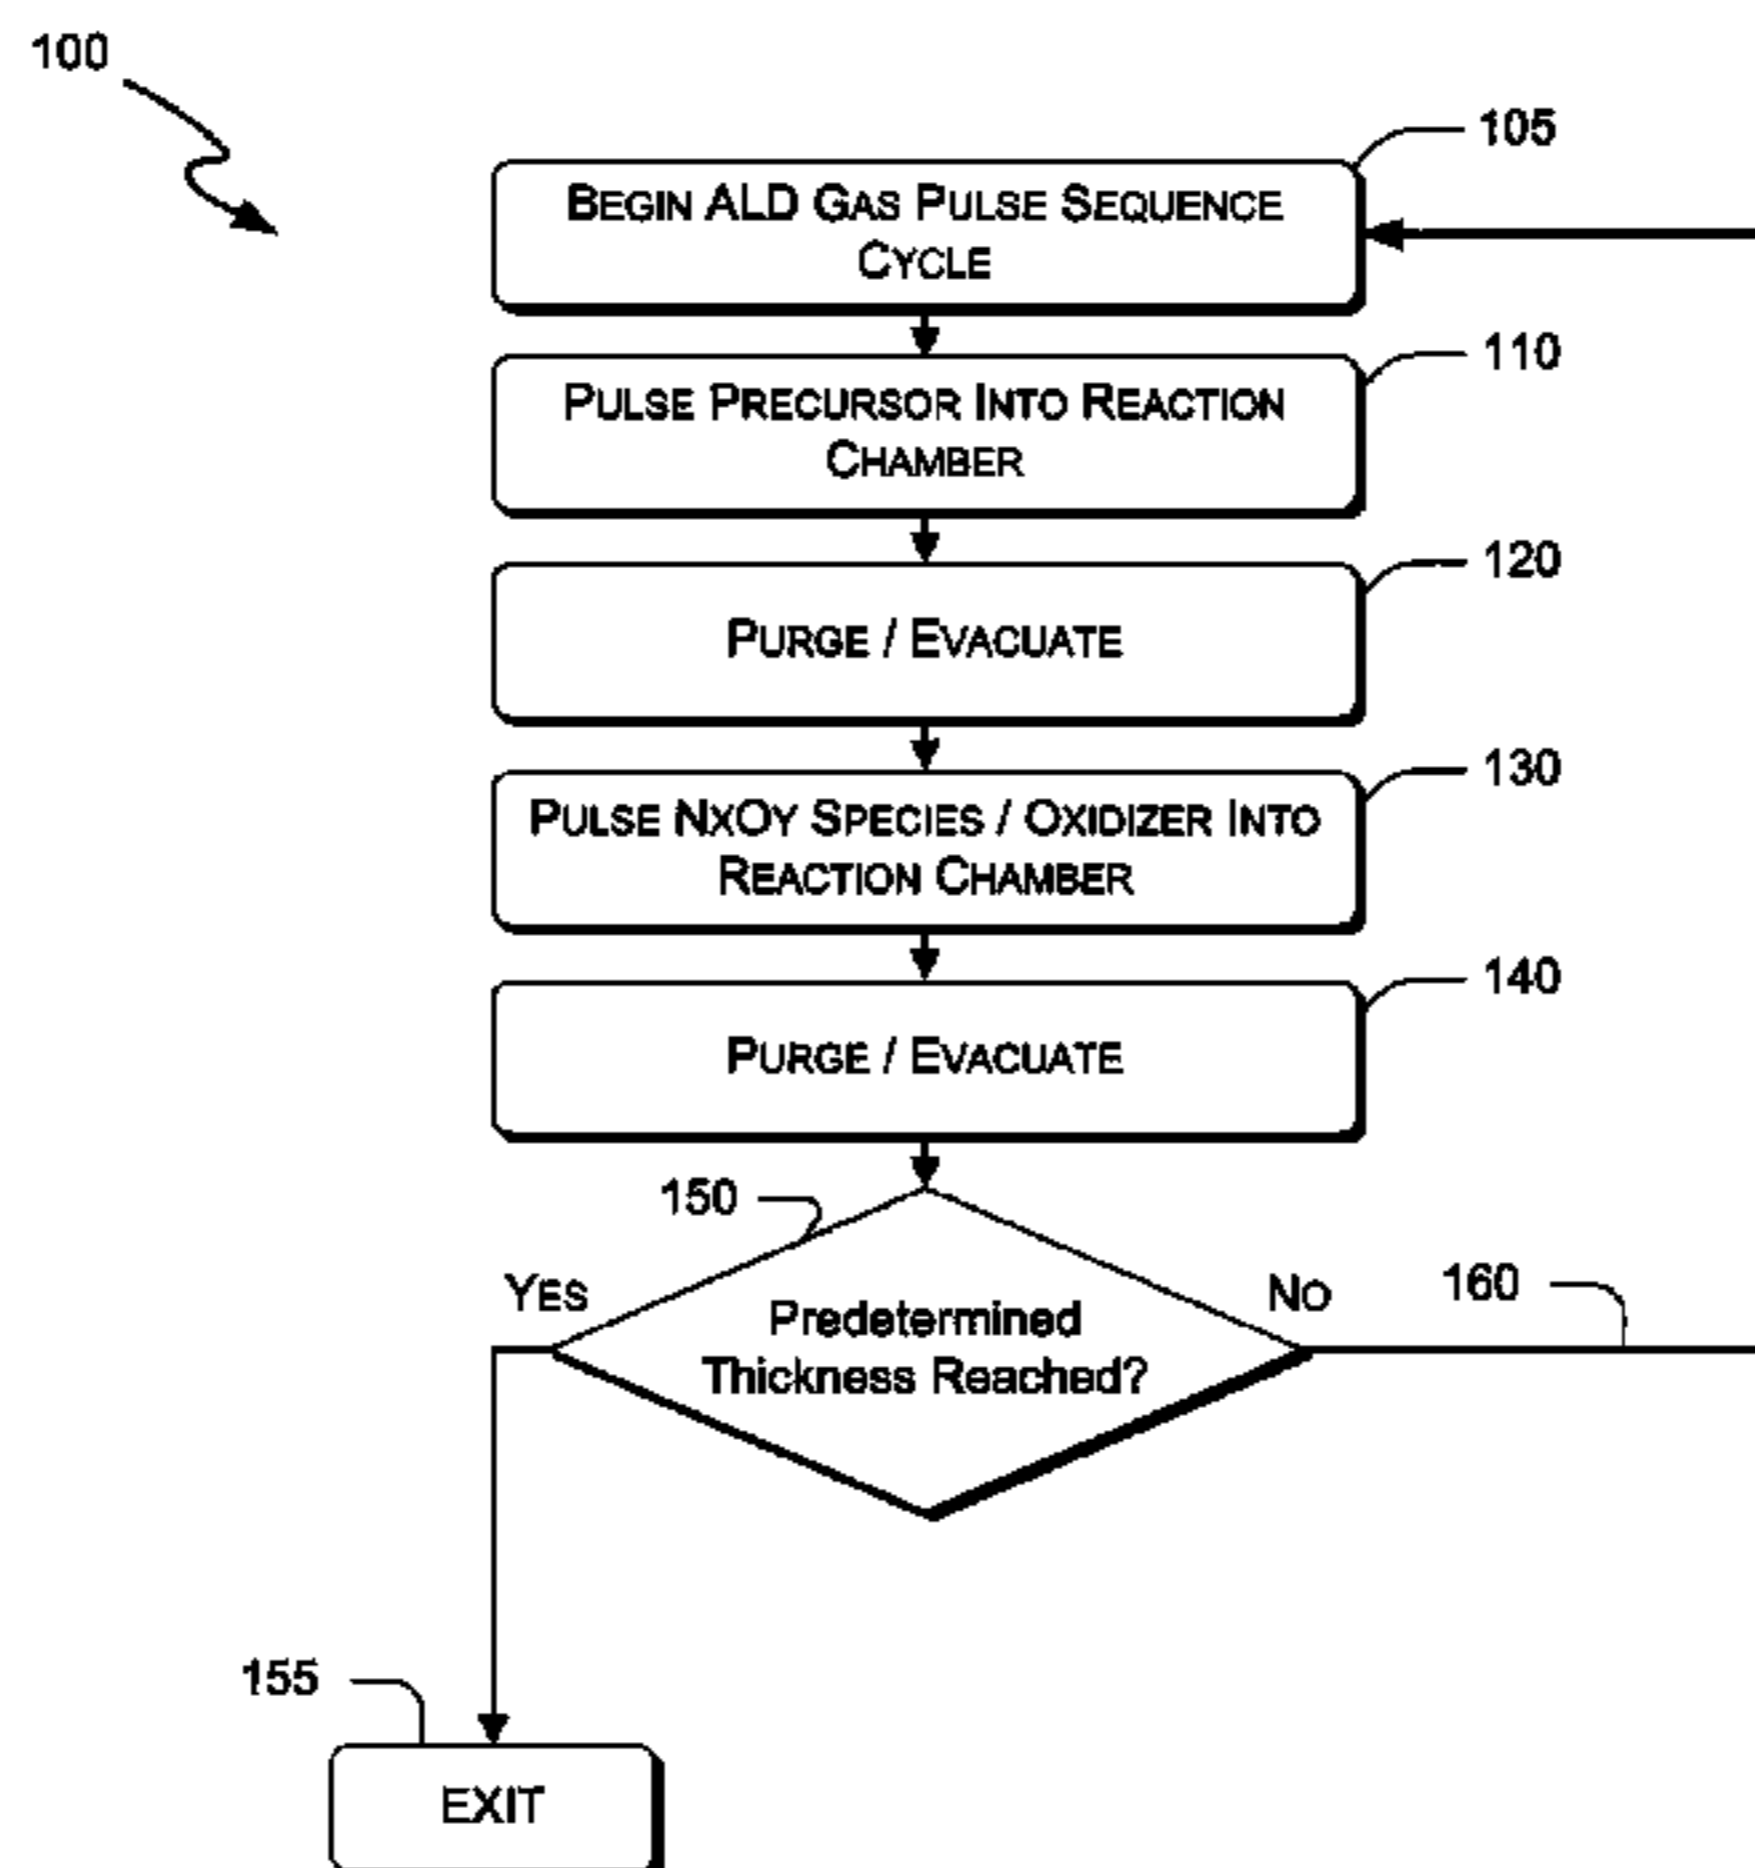 100
105
BEGIN ALD GAS PULSE SEQUENCE
CYCLE
110
PULSE PRECURSOR INTO REACTION
CHAMBER
120
PURGE / EVACUATE
130
PULSE NXOY SPECIES / OXIDIZER INTO
REACTION CHAMBER
140
PURGE / EVACUATE
150
YES
NO
160
Predetermined
Thickness Reached?
155
EXIT